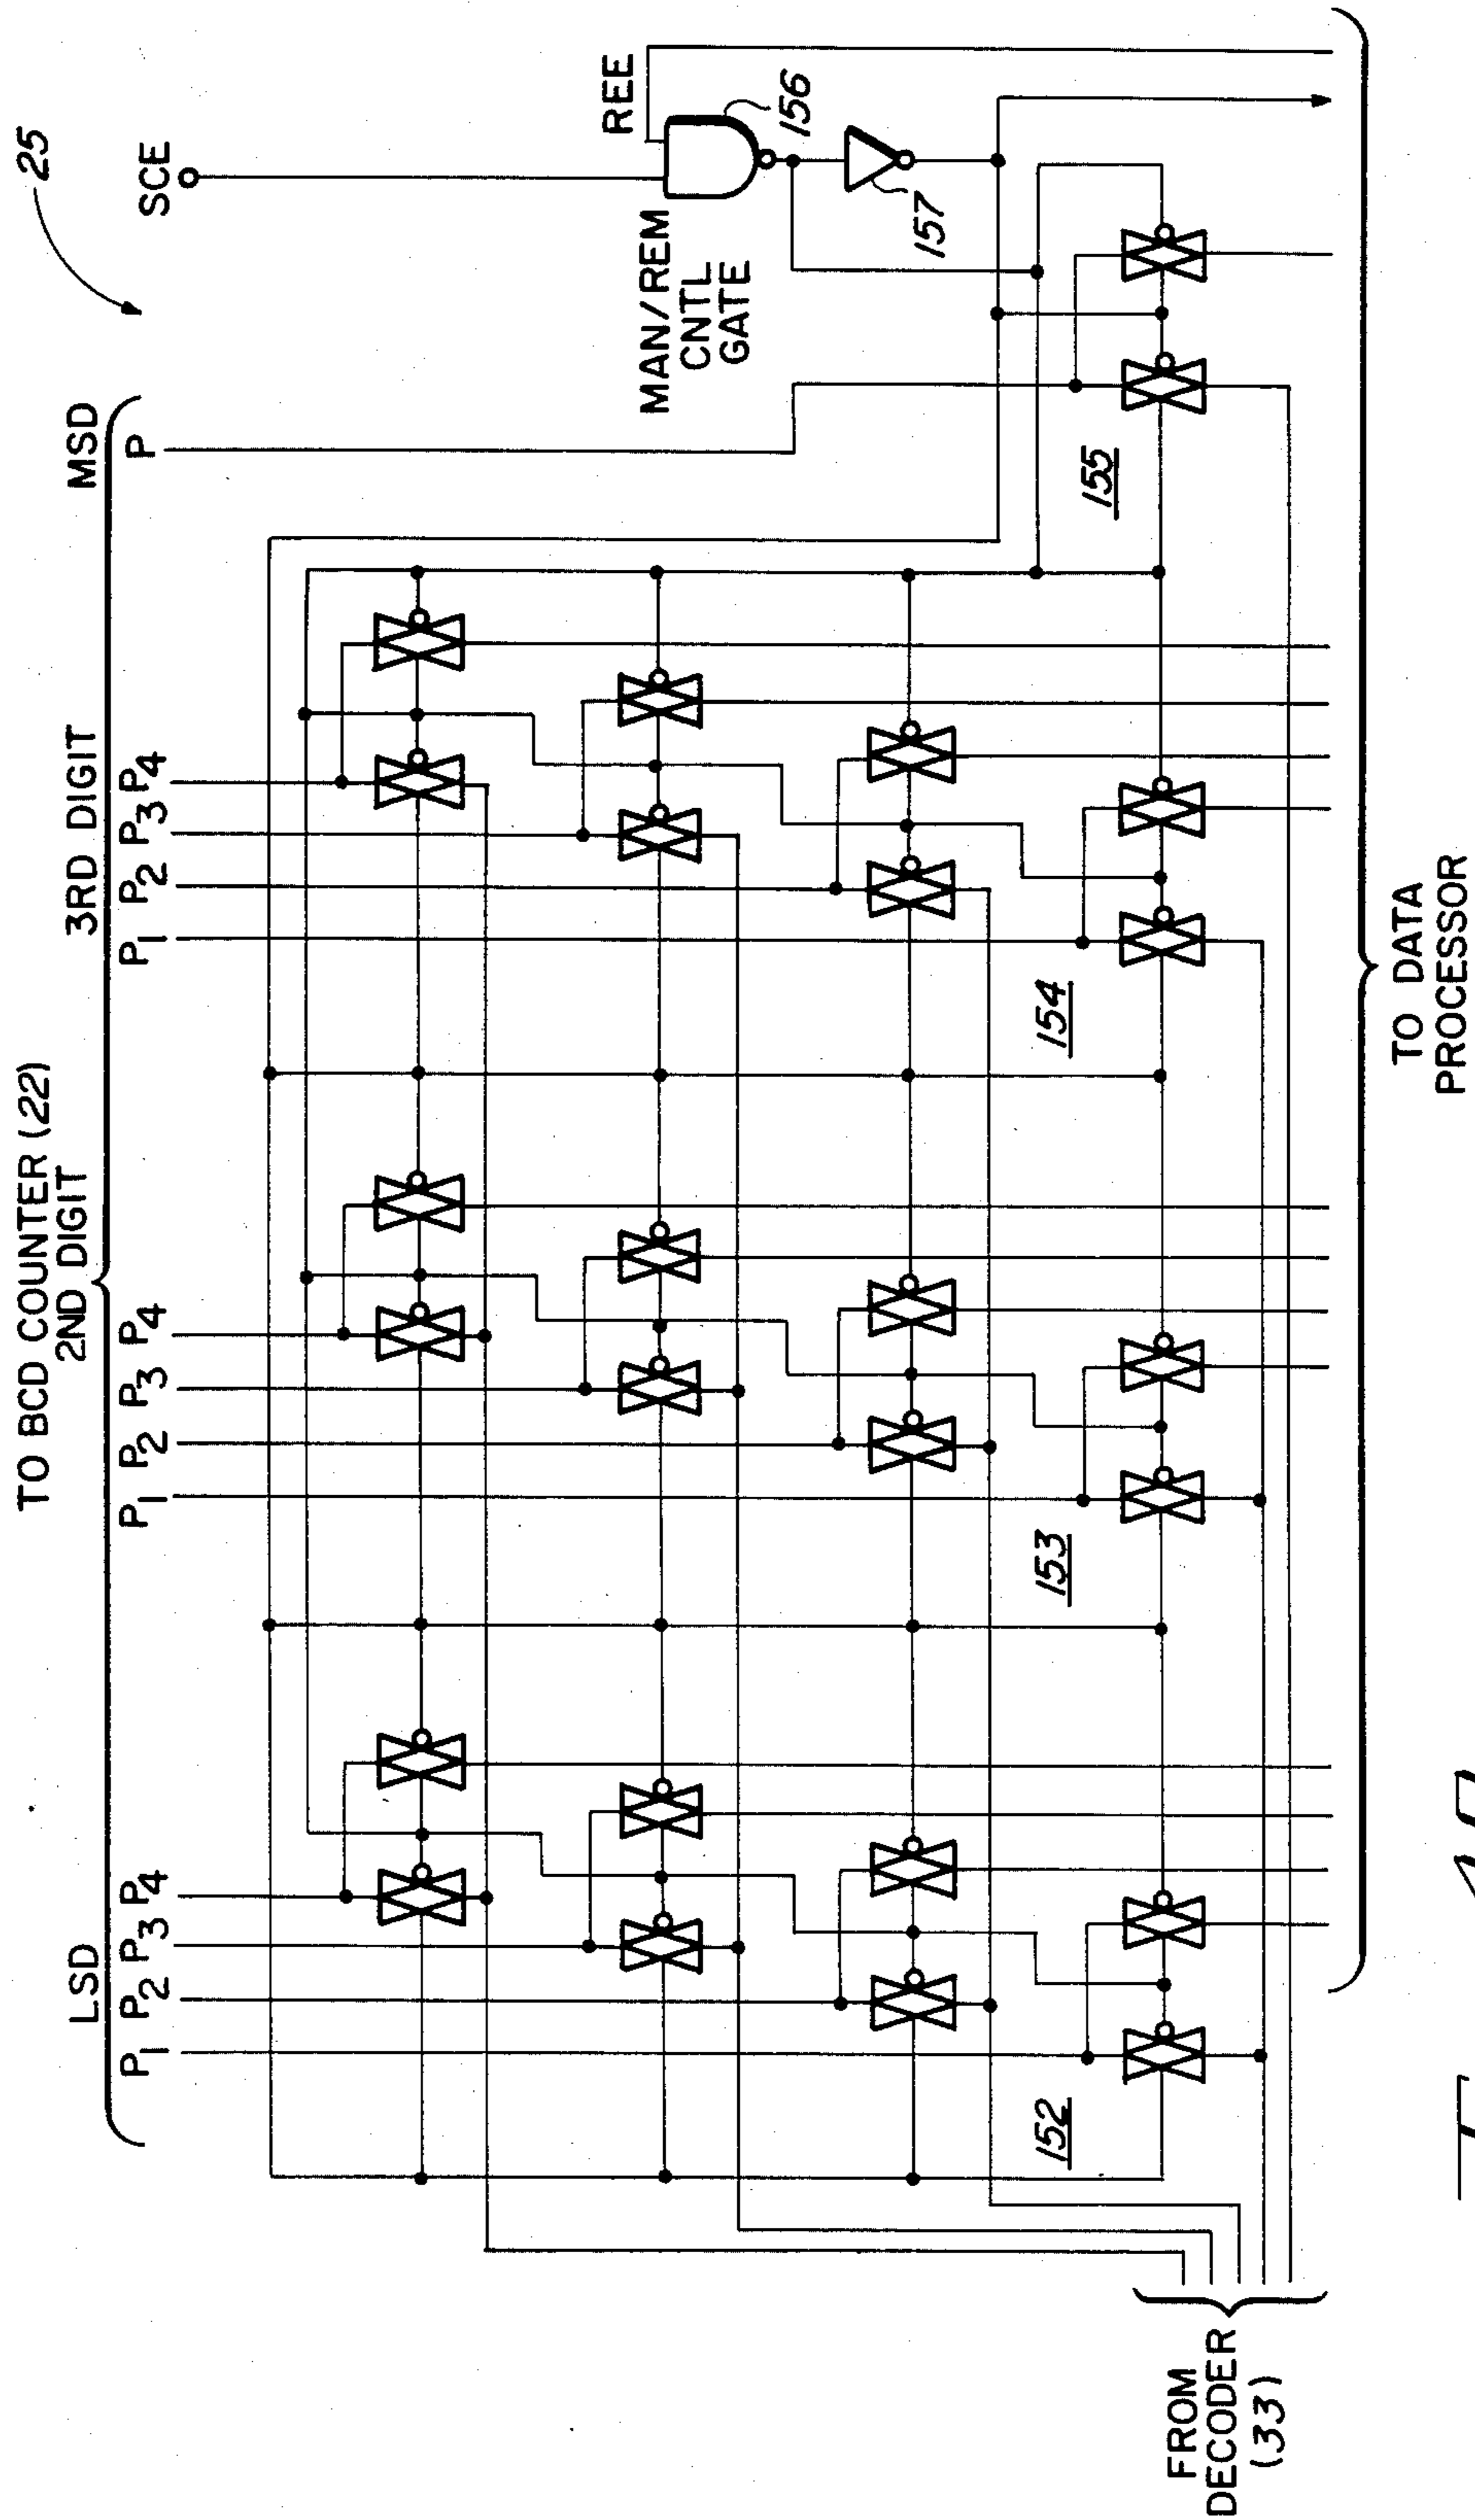 25
TO BCD COUNTER (22)
LSD
2ND DIGIT
3RD DIGIT
MSD
P1 P2 P3 P4
P1 P2 P3 P4
P1 P2 P3 P4
P
SCE
REE
MAN/REM
CNTL
GATE
156
157
152
153
154
155
FROM
DECODER
(33)
TO DATA
PROCESSOR